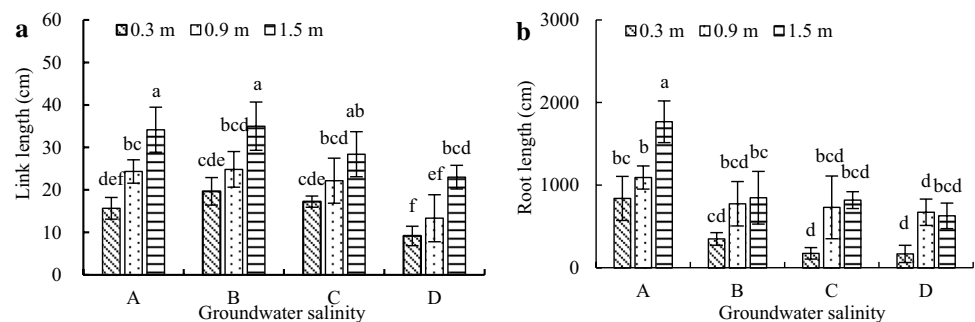 a
0.3 m 0.9 m 1.5 m
Link length (cm)
60
50
40
30
20
10
0
def bc a
cde bcd a
cde bcd ab
f ef bcd
A B C D
Groundwater salinity
b
0.3 m 0.9 m 1.5 m
Root length (cm)
3000
2000
1000
0
bc b a
cd bcd bc
d bcd bcd
d d bcd
A B C D
Groundwater salinity